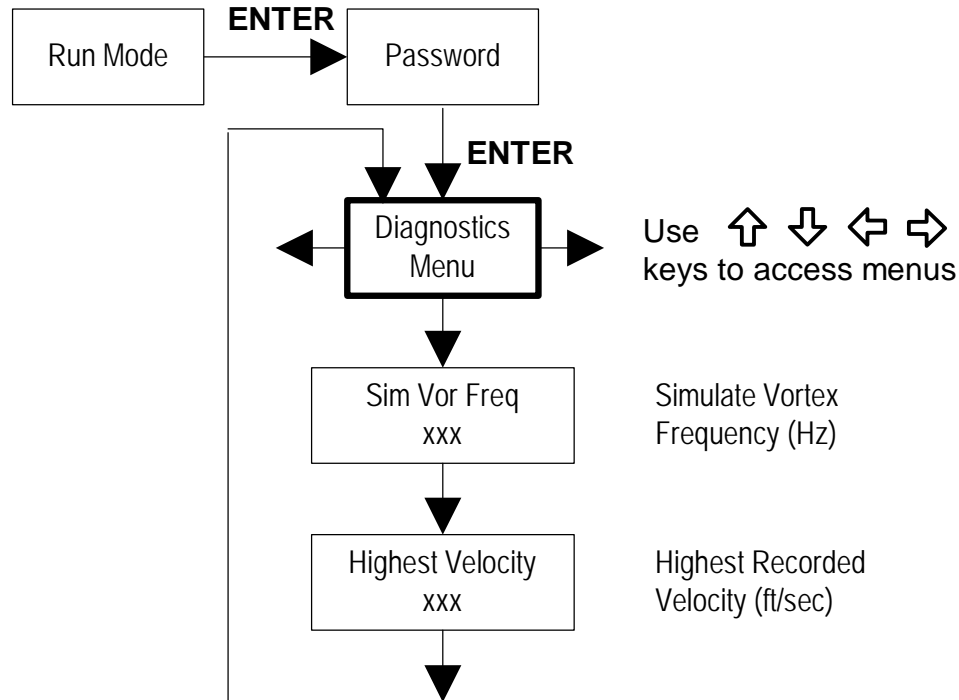 ENTER
Run Mode
Password
ENTER
Diagnostics
Menu
Use
keys to access menus
Sim Vor Freq
xxx
Simulate Vortex
Frequency (Hz)
Highest Velocity
xxx
Highest Recorded
Velocity (ft/sec)